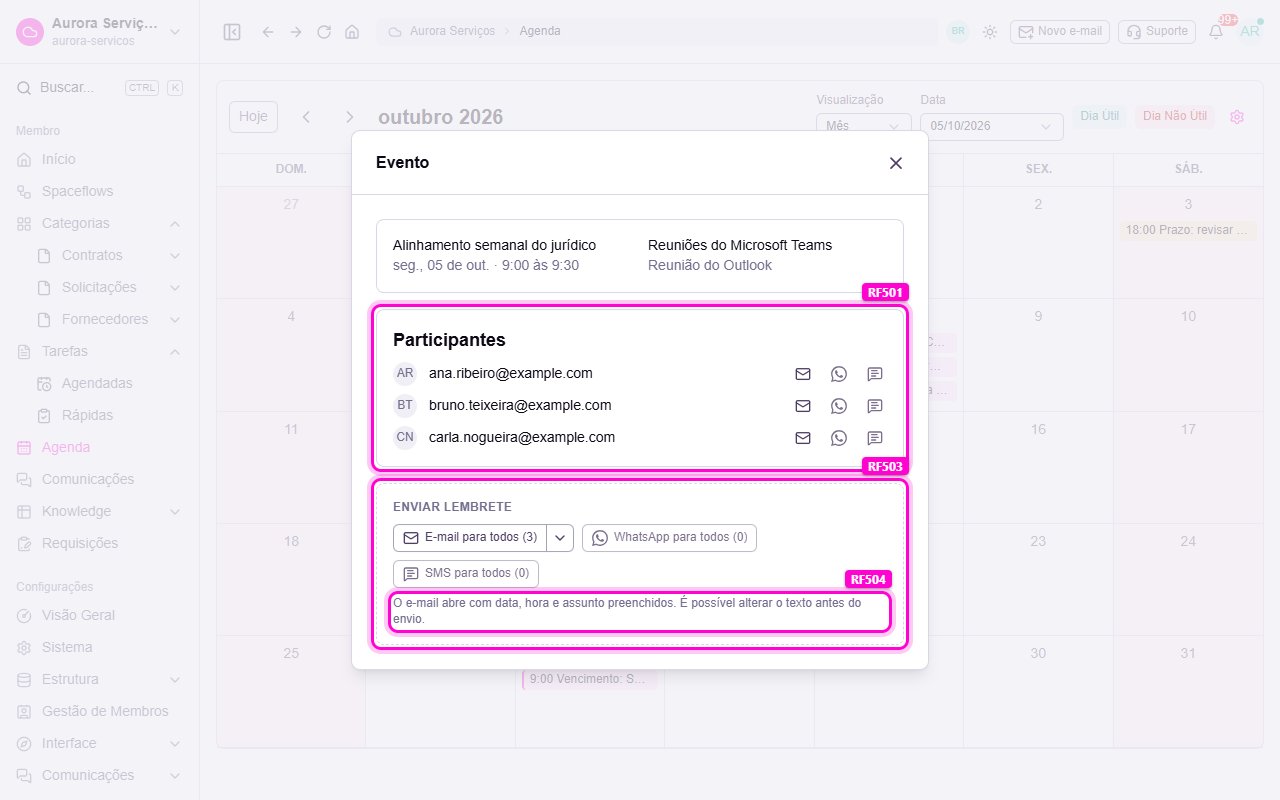 Aurora Serviç...
aurora-servicos
Aurora Serviços
Agenda
BR
Novo e-mail
Suporte
99+
AR
Buscar...
CTRL
K
Membro
Início
Spaceflows
Categorias
Contratos
Solicitações
Fornecedores
Tarefas
Agendadas
Rápidas
Agenda
Comunicações
Knowledge
Requisições
Configurações
Visão Geral
Sistema
Estrutura
Gestão de Membros
Interface
Comunicações
Hoje
outubro 2026
Visualização
Mês
Data
05/10/2026
Dia Útil
Dia Não Útil
DOM.
SEX.
SÁB.
27
2
3
18:00 Prazo: revisar ...
4
9
10
11
16
17
18
23
24
25
30
31
9:00 Vencimento: S...
Evento
Alinhamento semanal do jurídico
seg., 05 de out. · 9:00 às 9:30
Reuniões do Microsoft Teams
Reunião do Outlook
RF501
Participantes
AR ana.ribeiro@example.com
BT bruno.teixeira@example.com
CN carla.nogueira@example.com
RF503
ENVIAR LEMBRETE
E-mail para todos (3)
WhatsApp para todos (0)
SMS para todos (0)
RF504
O e-mail abre com data, hora e assunto preenchidos. É possível alterar o texto antes do
envio.